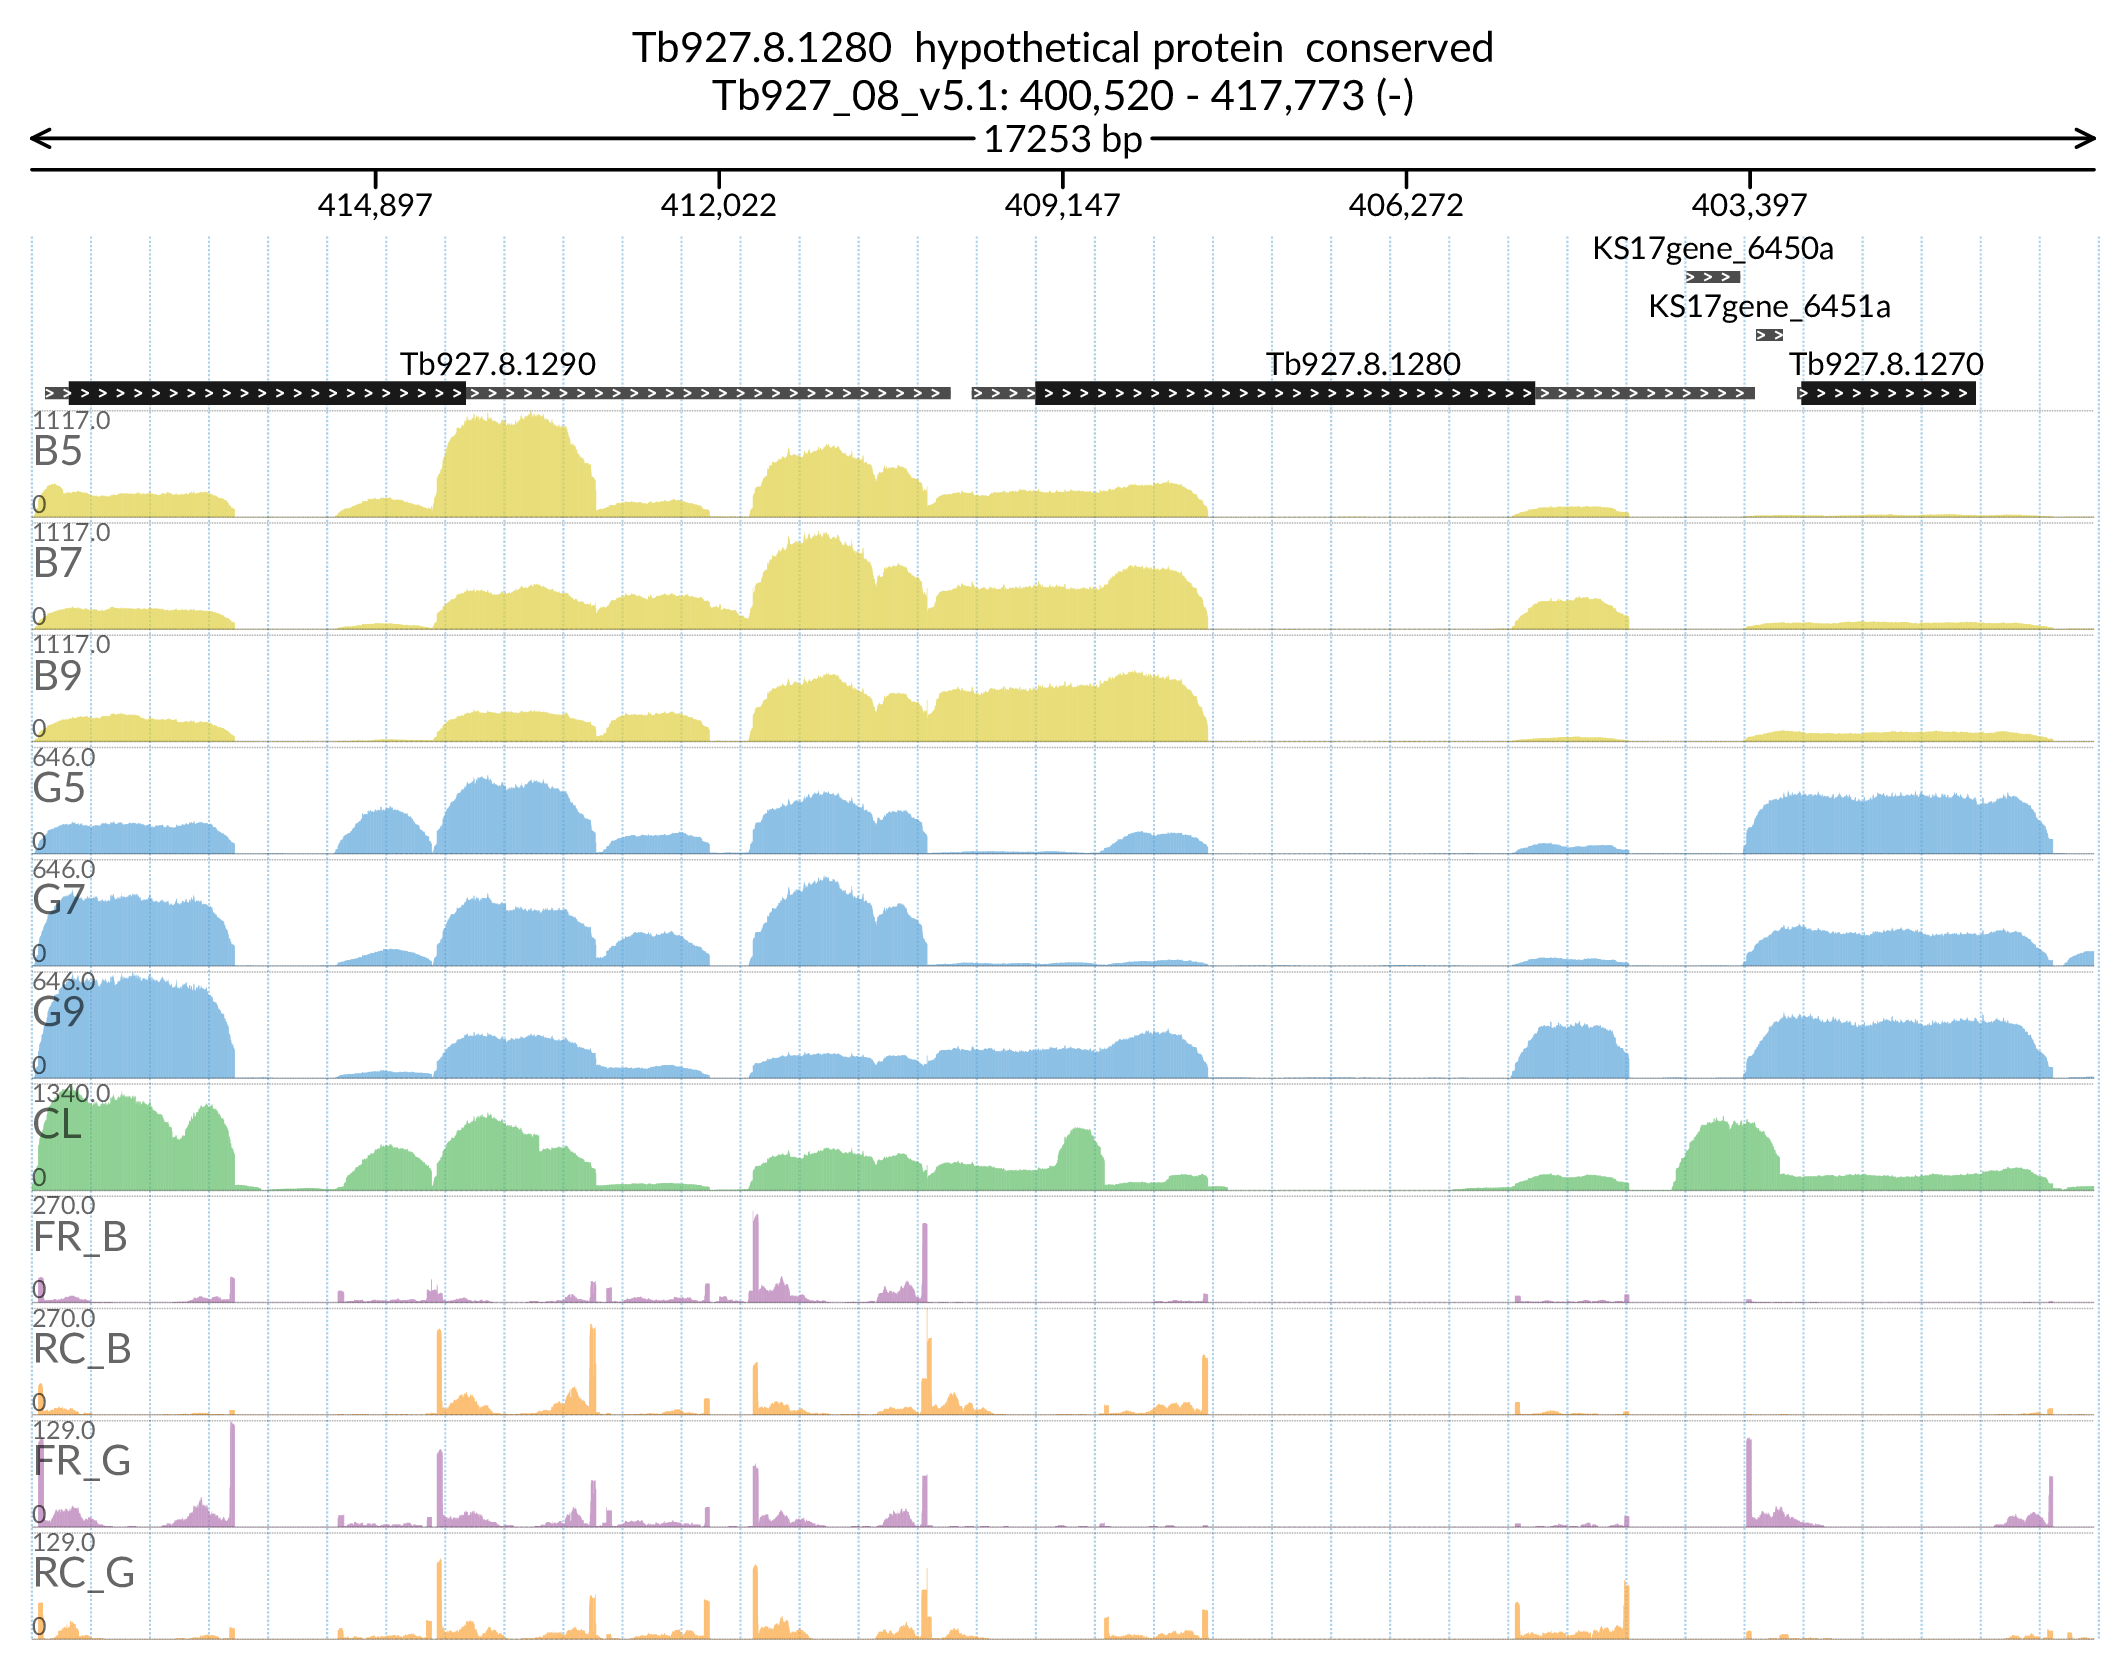 Tb927.8.1280  hypothetical protein  conserved
Tb927_08_v5.1: 400,520 - 417,773 (-)
17253 bp
414,897 412,022 409,147 406,272 403,397
KS17gene_6450a
KS17gene_6451a
Tb927.8.1290 Tb927.8.1280 Tb927.8.1270
1117.0
B5
0
1117.0
B7
0
1117.0
B9
0
646.0
G5
0
646.0
G7
0
646.0
G9
0
1340.0
CL
0
270.0
FR_B
0
270.0
RC_B
0
129.0
FR_G
0
129.0
RC_G
0